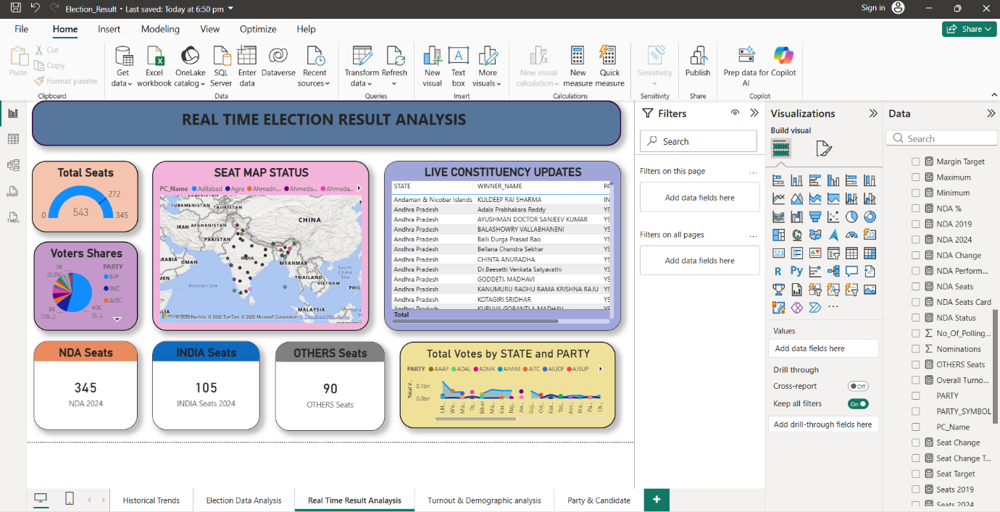 Election_Result • Last saved: Today at 6:50 pm
Sign in
File Home Insert Modeling View Optimize Help
Share
Paste
Cut
Copy
Format painter
Clipboard
Get data
Excel workbook
OneLake catalog
SQL Server
Enter data
Dataverse
Recent sources
Data
Transform data
Refresh
Queries
New visual
Text box
More visuals
Insert
New visual calculation
New measure
Quick measure
Calculations
Sensitivity
Sensitivity
Publish
Share
Prep data for AI
Copilot
Copilot
REAL TIME ELECTION RESULT ANALYSIS
Total Seats
272
543
0
345
SEAT MAP STATUS
PC_Name Adilabad Agra Ahmadn... Ahmeda... Ahmeda...
TURKMENISTAN TAJIKISTAN
CHINA
IRAN AFGHANISTAN
PAKISTAN
OMAN
INDIA
MYANMAR
THAILAND
VIETNAM
South China Sea
PHIL
Arabian Sea
MALAYSIA
© 2026 NavInfo, © 2026 TomTom, © 2026 Microsoft Corporation, © OpenStreetMap Terms
LIVE CONSTITUENCY UPDATES
STATE WINNER_NAME PA
Andaman & Nicobar Islands KULDEEP RAI SHARMA IN
Andhra Pradesh Adala Prabhakara Reddy YS
Andhra Pradesh AYUSHMAN DOCTOR SANJEEV KUMAR YS
Andhra Pradesh BALASHOWRY VALLABHANENI YS
Andhra Pradesh Balli Durga Prasad Rao YS
Andhra Pradesh Bellana Chandra Sekhar YS
Andhra Pradesh CHINTA ANURADHA YS
Andhra Pradesh Dr.Beesetti Venkata Satyavathi YS
Andhra Pradesh GODDETI. MADHAVI YS
Andhra Pradesh KANUMURU RAGHU RAMA KRISHNA RAJU YS
Andhra Pradesh KOTAGIRI SRIDHAR YS
Andhra Pradesh KURUVA GORANTLA MADHAV YS
Total
Voters Shares
0K (0.2%)
8K (10...)
40K (5...)
PARTY
BJP
INC
AITC
NDA Seats
345
NDA 2024
INDIA Seats
105
INDIA Seats 2024
OTHERS Seats
90
OTHERS Seats
Total Votes by STATE and PARTY
PARTY AAAP ADAL ADMK AIMIM AITC AIUDF AJSUP
Total V...
0.1bn
0.0bn
Utt... We... Ma... Ta... Bihar Ma... Kar... Raj... An... Guj... Od... Ker... Tel... Ass... Jha... Pu... Ch...
Filters
Search
Filters on this page ...
Add data fields here
Filters on all pages ...
Add data fields here
Visualizations
Build visual
Values
Add data fields here
Drill through
Cross-report Off
Keep all filters On
Add drill-through fields here
Data
Search
Margin Target
Maximum
Minimum
NDA %
NDA 2019
NDA 2024
NDA Change
NDA Perform...
NDA Seats
NDA Seats Card
NDA Status
No_Of_Polling...
Nominations
OTHERS Seats
Overall Turno...
PARTY
PARTY_SYMBOL
PC_Name
Seat Change
Seat Change T...
Seat Target
Seats 2019
Seats 2024
Historical Trends
Election Data Analysis
Real Time Result Analaysis
Turnout & Demographic analysis
Party & Candidate